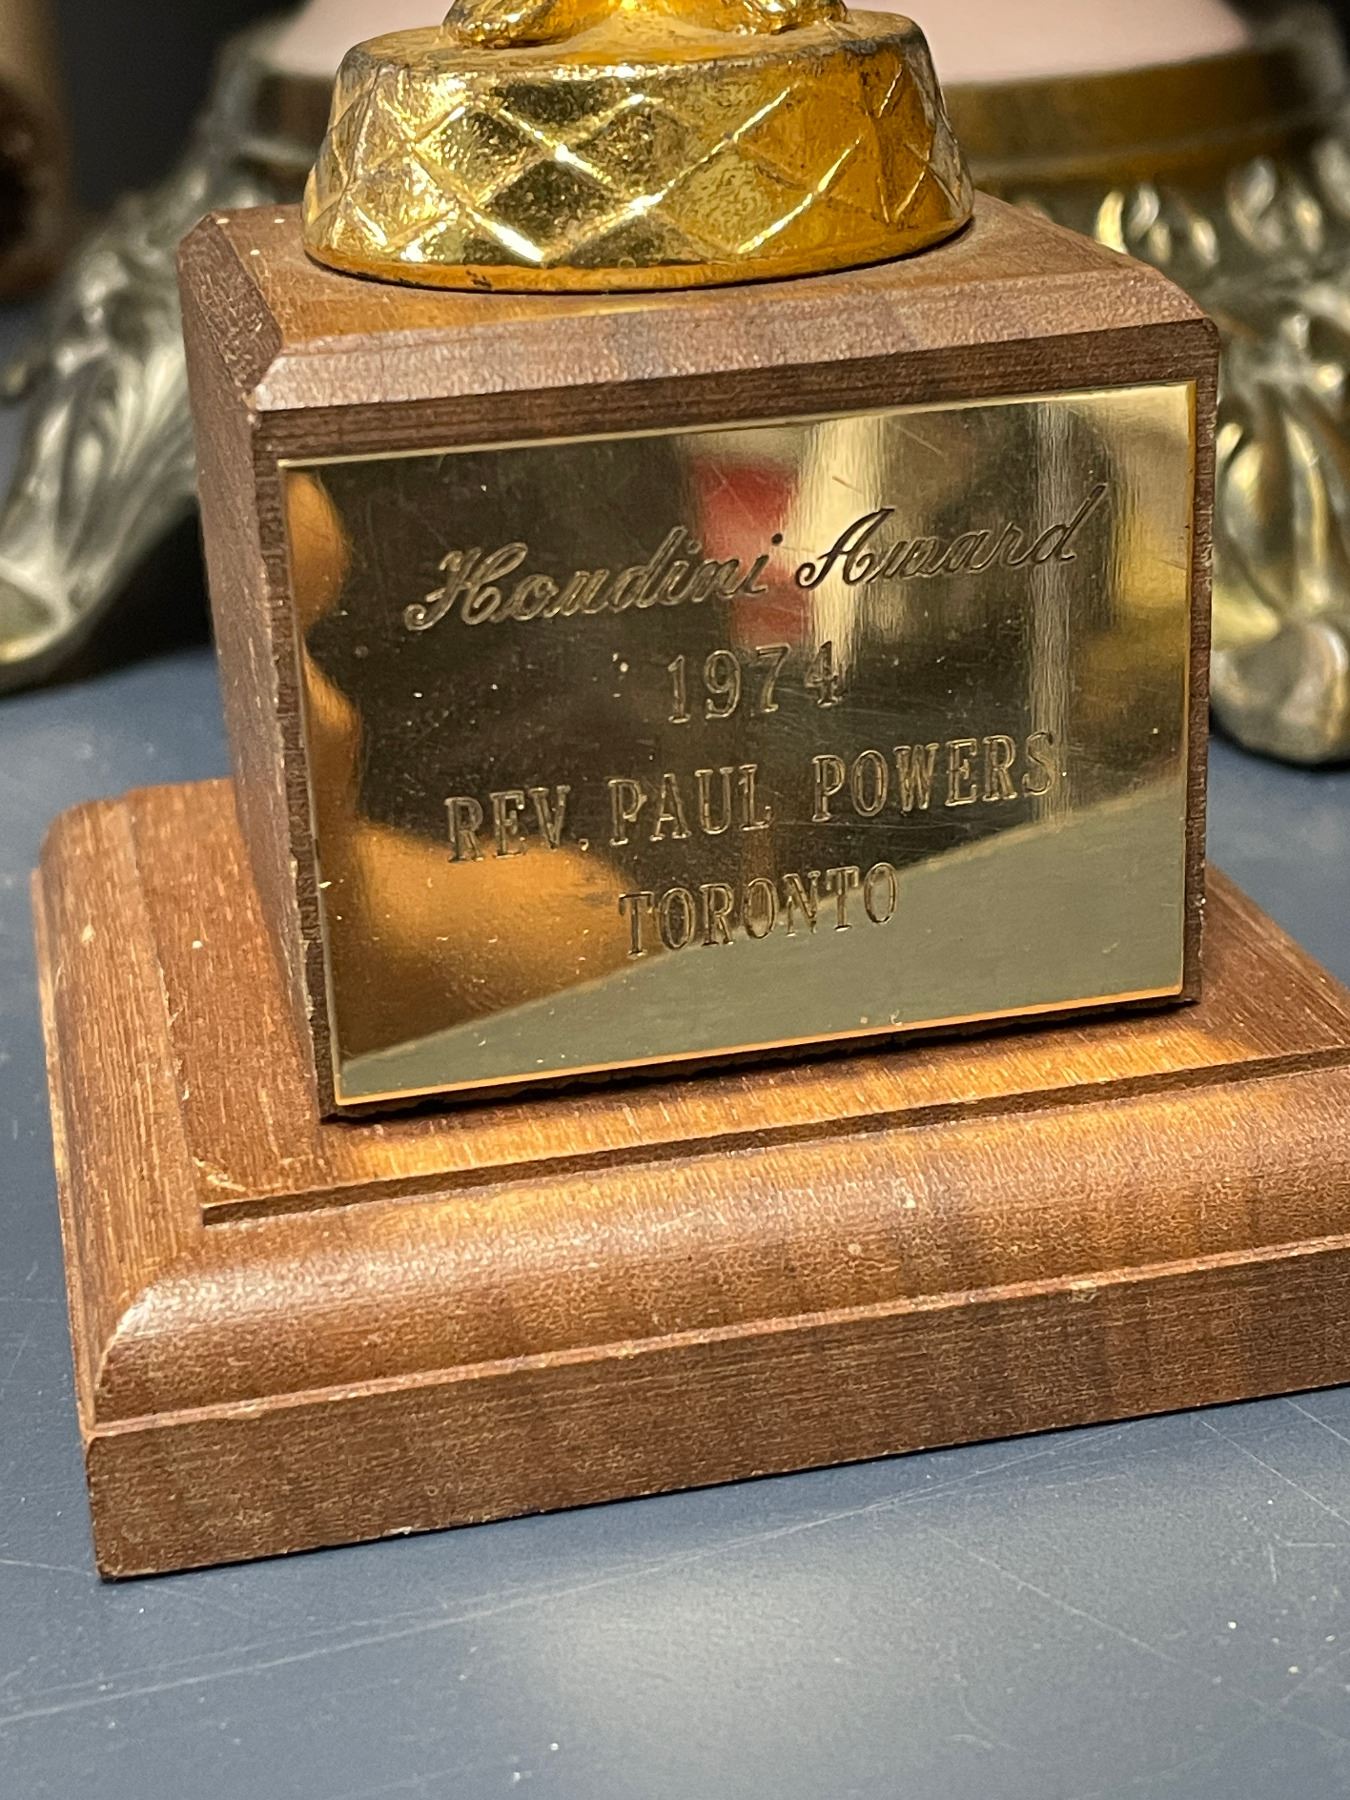 Houdini Award
1974
REV. PAUL POWERS
TORONTO